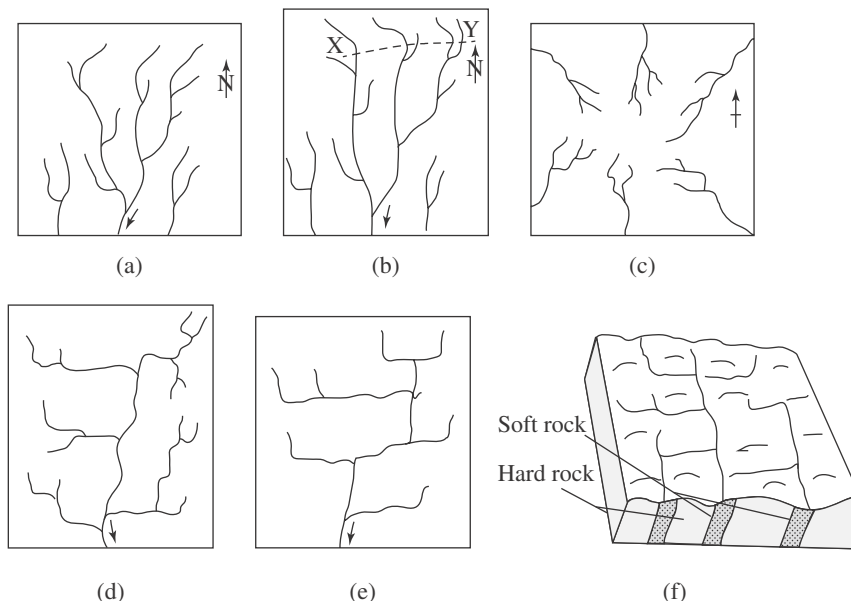 N
X
Y
N
(a)
(b)
(c)
Soft rock
Hard rock
(d)
(e)
(f)